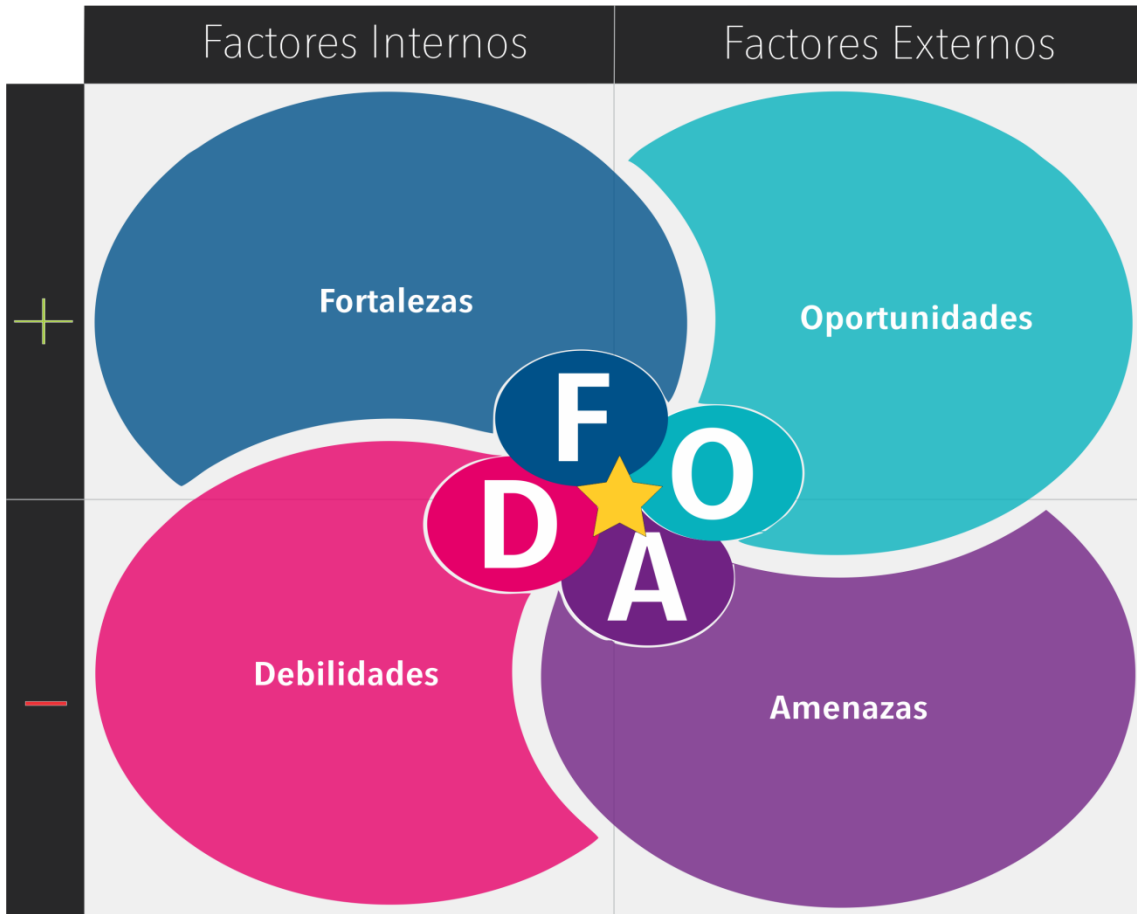 Factores Internos
Factores Externos
+
Fortalezas
Oportunidades
F
O
D
A
–
Debilidades
Amenazas